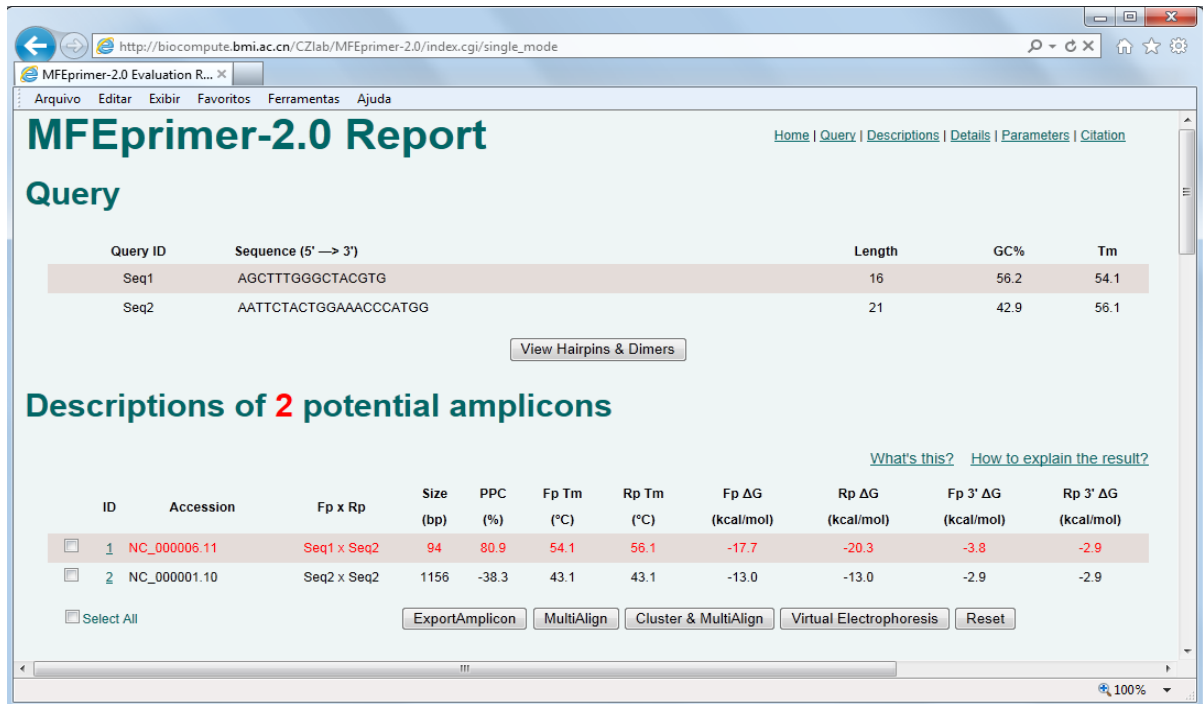 http://biocompute.bmi.ac.cn/CZlab/MFEprimer-2.0/index.cgi/single_mode
MFEprimer-2.0 Evaluation R...
Arquivo Editar Exibir Favoritos Ferramentas Ajuda
MFEprimer-2.0 Report
Home | Query | Descriptions | Details | Parameters | Citation
Query
Query ID Sequence (5' —> 3') Length GC% Tm
Seq1 AGCTTTGGGCTACGTG 16 56.2 54.1
Seq2 AATTCTACTGGAAACCCATGG 21 42.9 56.1
View Hairpins & Dimers
Descriptions of 2 potential amplicons
What's this? How to explain the result?
ID Accession Fp x Rp Size PPC Fp Tm Rp Tm Fp ΔG Rp ΔG Fp 3' ΔG Rp 3' ΔG
(bp) (%) (°C) (°C) (kcal/mol) (kcal/mol) (kcal/mol) (kcal/mol)
1 NC_000006.11 Seq1 x Seq2 94 80.9 54.1 56.1 -17.7 -20.3 -3.8 -2.9
2 NC_000001.10 Seq2 x Seq2 1156 -38.3 43.1 43.1 -13.0 -13.0 -2.9 -2.9
Select All ExportAmplicon MultiAlign Cluster & MultiAlign Virtual Electrophoresis Reset
100%